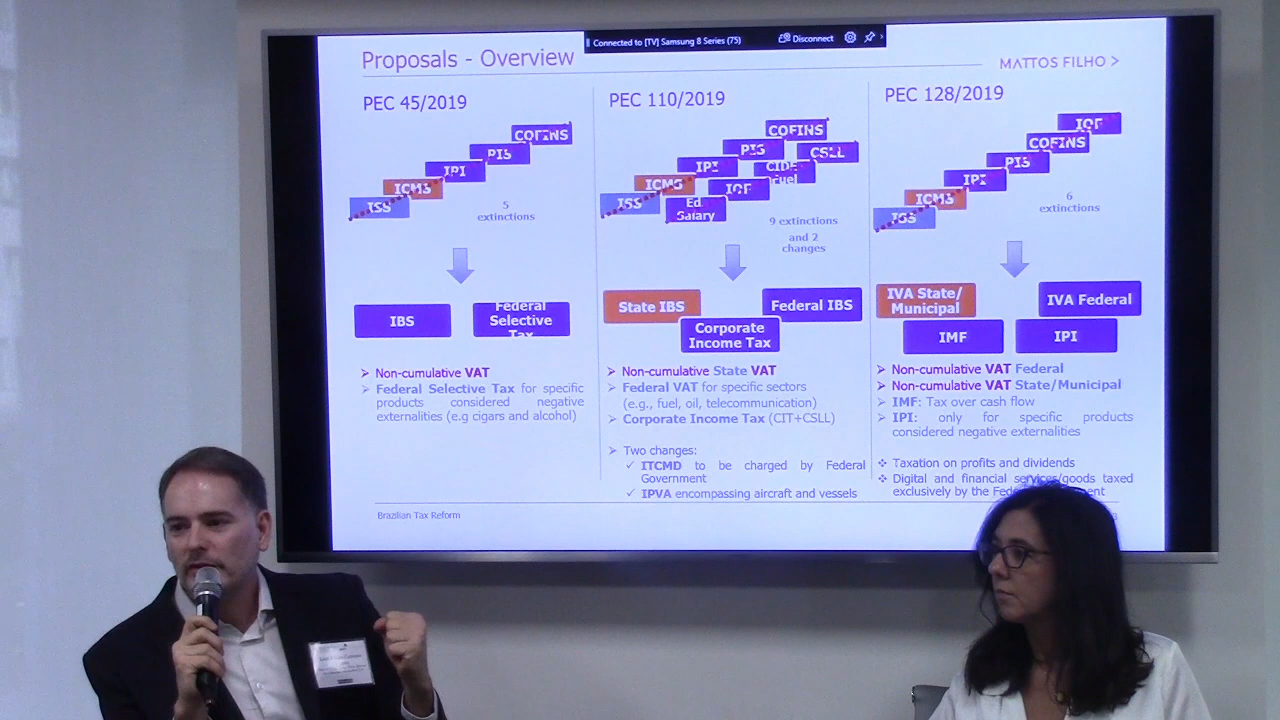 Connected to [TV] Samsung 8 Series (75)
Disconnect
Proposals - Overview
MATTOS FILHO >
PEC 45/2019
COFINS
PIS
IPI
ICMS
ISS
5
extinctions
IBS
Federal
Selective
Tax
➢ Non-cumulative VAT
➢ Federal Selective Tax for specific
products considered negative
externalities (e.g cigars and alcohol)
PEC 110/2019
COFINS
PIS
CSLL
IPI
CIDE
Fuel
ICMS
IOF
ISS
Ed
Salary
9 extinctions
and 2
changes
State IBS
Federal IBS
Corporate
Income Tax
➢ Non-cumulative State VAT
➢ Federal VAT for specific sectors
(e.g., fuel, oil, telecommunication)
➢ Corporate Income Tax (CIT+CSLL)
➢ Two changes:
✓ ITCMD to be charged by Federal
Government
✓ IPVA encompassing aircraft and vessels
PEC 128/2019
IOF
COFINS
PIS
IPI
ICMS
ISS
6
extinctions
IVA State/
Municipal
IVA Federal
IMF
IPI
➢ Non-cumulative VAT Federal
➢ Non-cumulative VAT State/Municipal
➢ IMF: Tax over cash flow
➢ IPI: only for specific products
considered negative externalities
❖ Taxation on profits and dividends
❖ Digital and financial services/goods taxed
exclusively by the
Brazilian Tax Reform